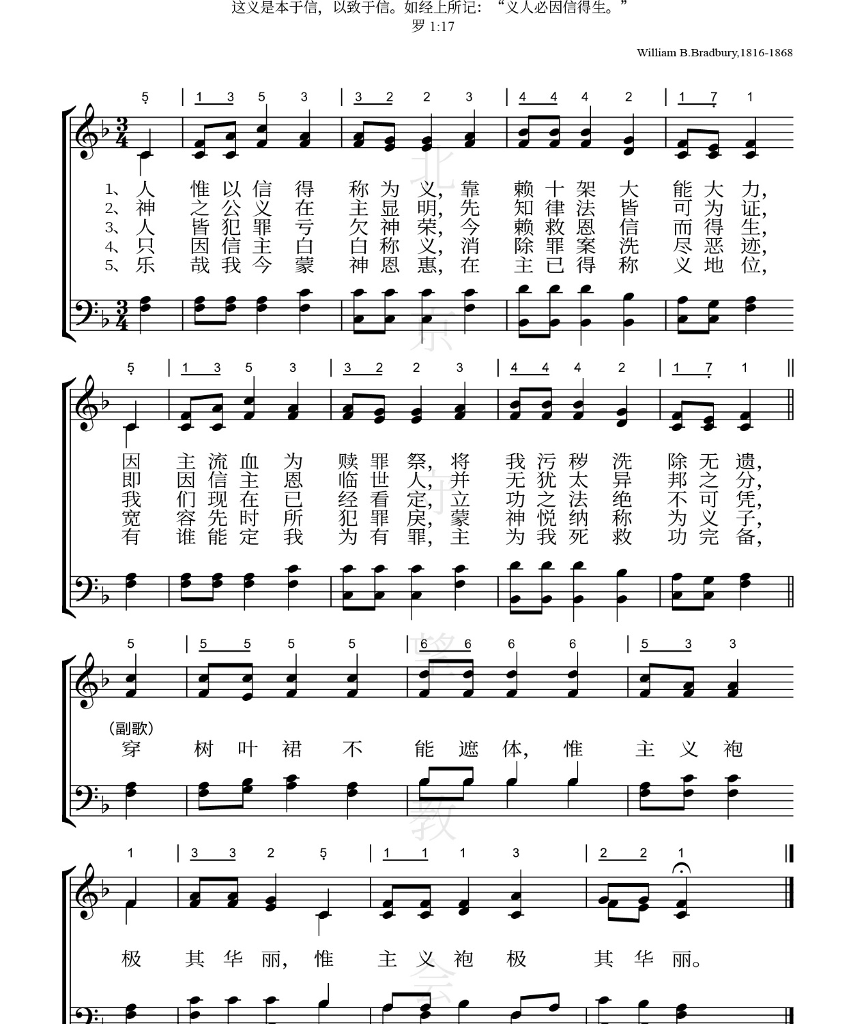 这义是本于信，以致于信。如经上所记：“义人必因信得生。”
罗 1:17
William B.Bradbury,1816-1868
5 1 3 5 3 3 2 2 3 4 4 4 2 1 7 1
3 4
1、人 惟 以 信 得 称 为 义，靠 赖 十 架 大 能 大 力，
2、神 之 公 义 在 主 显 明，先 知 律 法 皆 可 为 证，
3、人 皆 犯 罪 亏 欠 神 荣，今 赖 救 恩 信 而 得 生，
4、只 因 信 主 白 白 称 义，消 除 罪 案 洗 尽 恶 迹，
5、乐 哉 我 今 蒙 神 恩 惠，在 主 已 得 称 义 地 位，
3 4
5 1 3 5 3 3 2 2 3 4 4 4 2 1 7 1
因 主 流 血 为 赎 罪 祭，将 我 污 秽 洗 除 无 遗，
即 因 信 主 恩 临 世 人，并 无 犹 太 异 邦 之 分，
我 们 现 在 已 经 看 定，立 功 之 法 绝 不 可 凭，
宽 容 先 时 所 犯 罪 戾，蒙 神 悦 纳 称 为 义 子，
有 谁 能 定 我 为 有 罪，主 为 我 死 救 功 完 备，
5 5 5 5 5 6 6 6 6 5 3 3
（副歌）
穿 树 叶 裙 不 能 遮 体，惟 主 义 袍
1 3 3 2 5 1 1 1 3 2 2 1
极 其 华 丽，惟 主 义 袍 极 其 华 丽。
北京守望教会